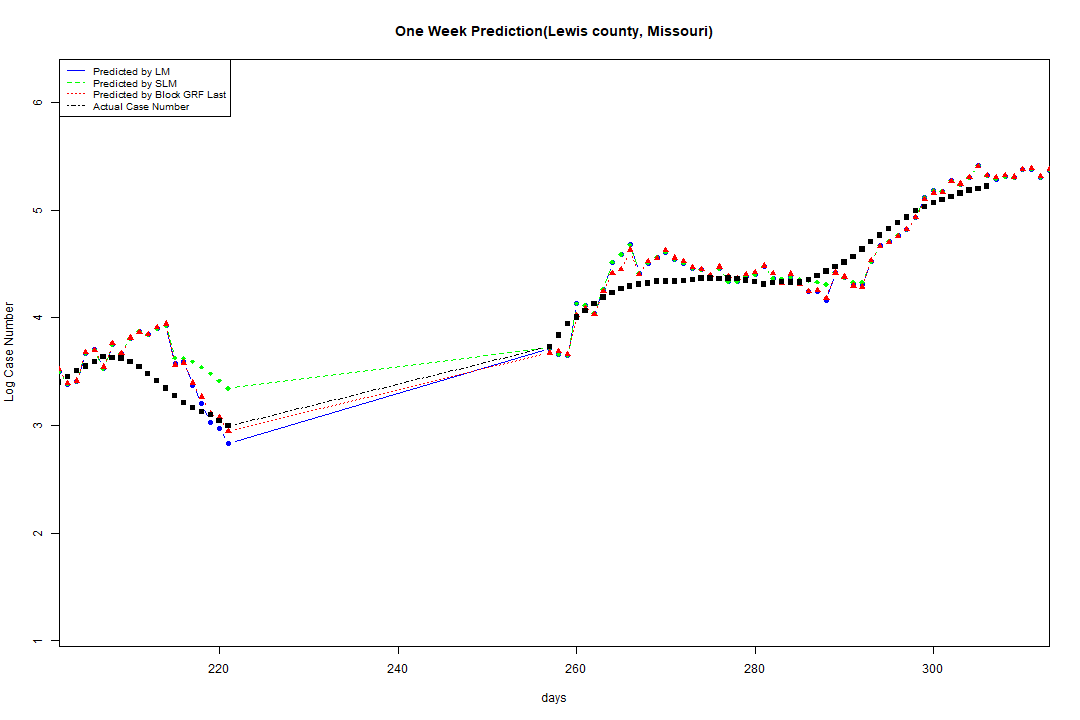 One Week Prediction(Lewis county, Missouri)
Predicted by LM
Predicted by SLM
Predicted by Block GRF Last
Actual Case Number
6
5
4
3
2
1
Log Case Number
220 240 260 280 300
days